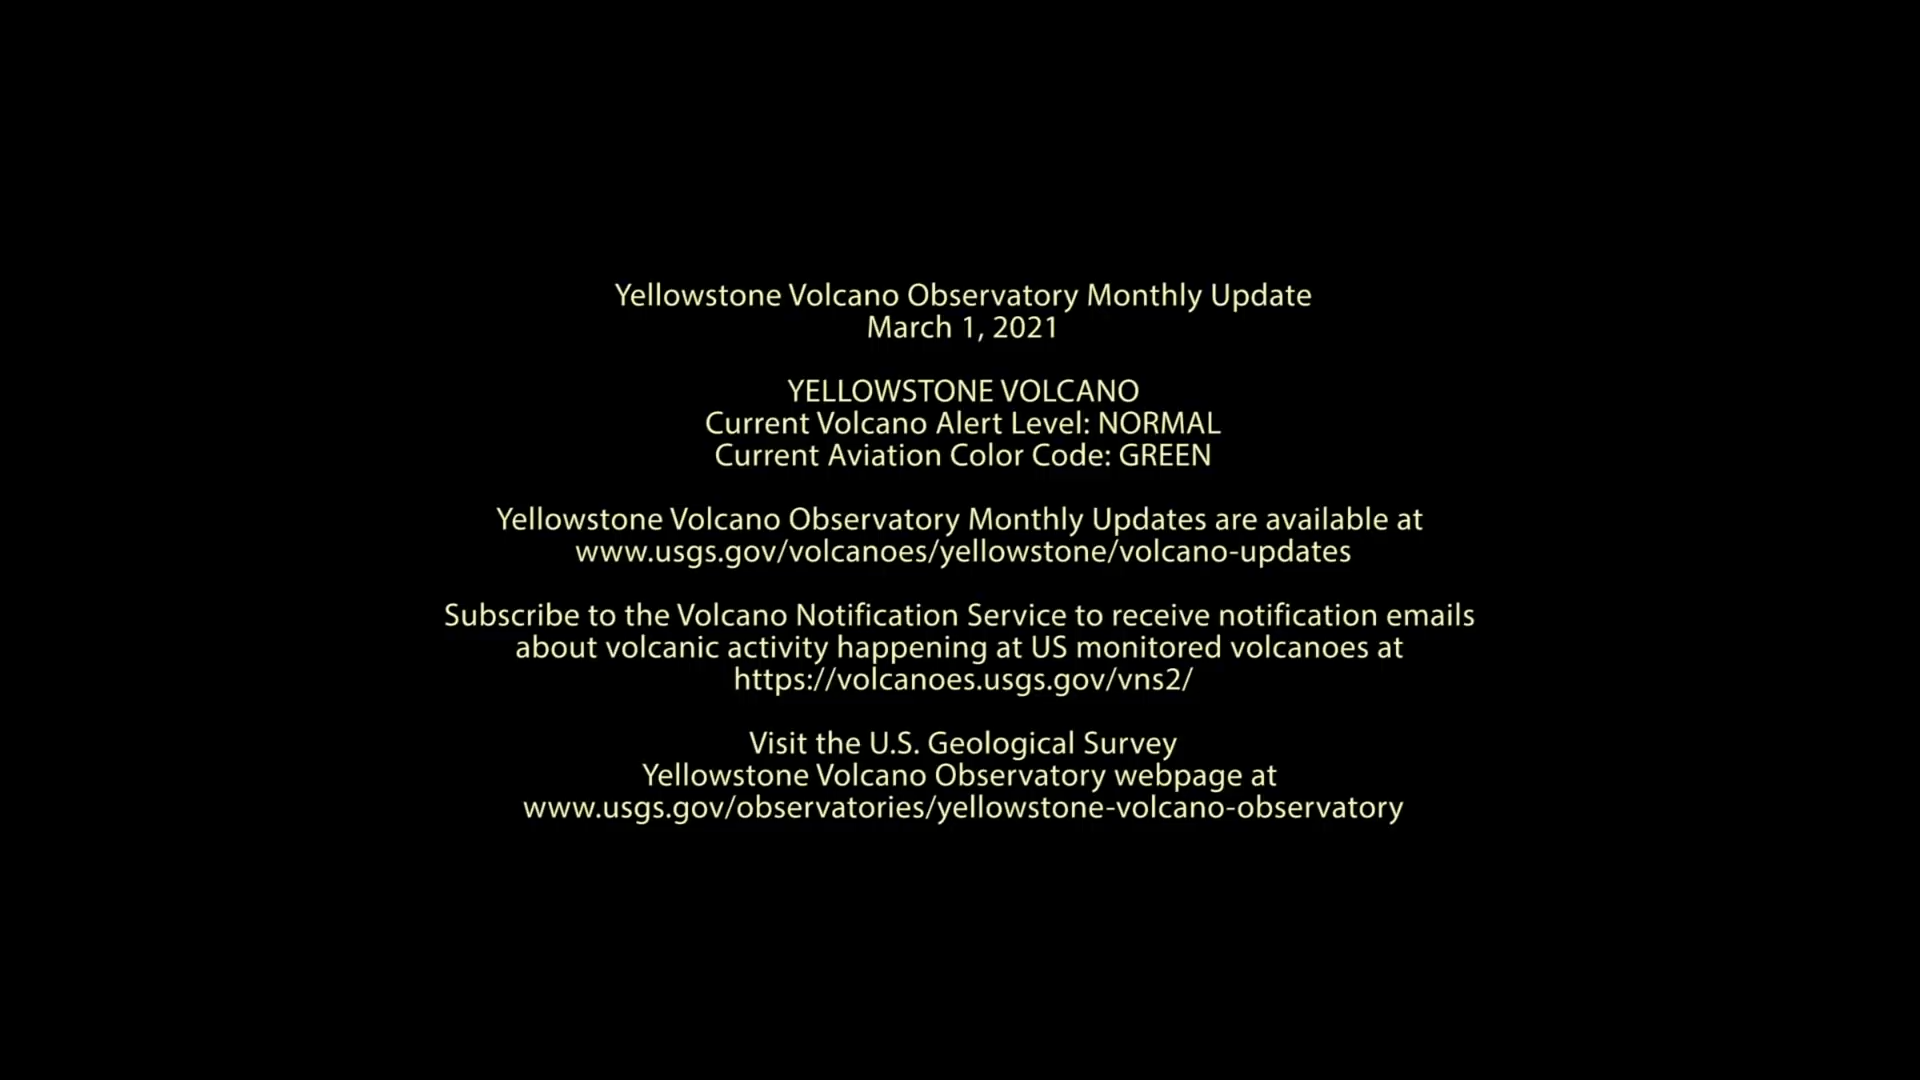 Yellowstone Volcano Observatory Monthly Update
March 1, 2021
YELLOWSTONE VOLCANO
Current Volcano Alert Level: NORMAL
Current Aviation Color Code: GREEN
Yellowstone Volcano Observatory Monthly Updates are available at
www.usgs.gov/volcanoes/yellowstone/volcano-updates
Subscribe to the Volcano Notification Service to receive notification emails
about volcanic activity happening at US monitored volcanoes at
https://volcanoes.usgs.gov/vns2/
Visit the U.S. Geological Survey
Yellowstone Volcano Observatory webpage at
www.usgs.gov/observatories/yellowstone-volcano-observatory